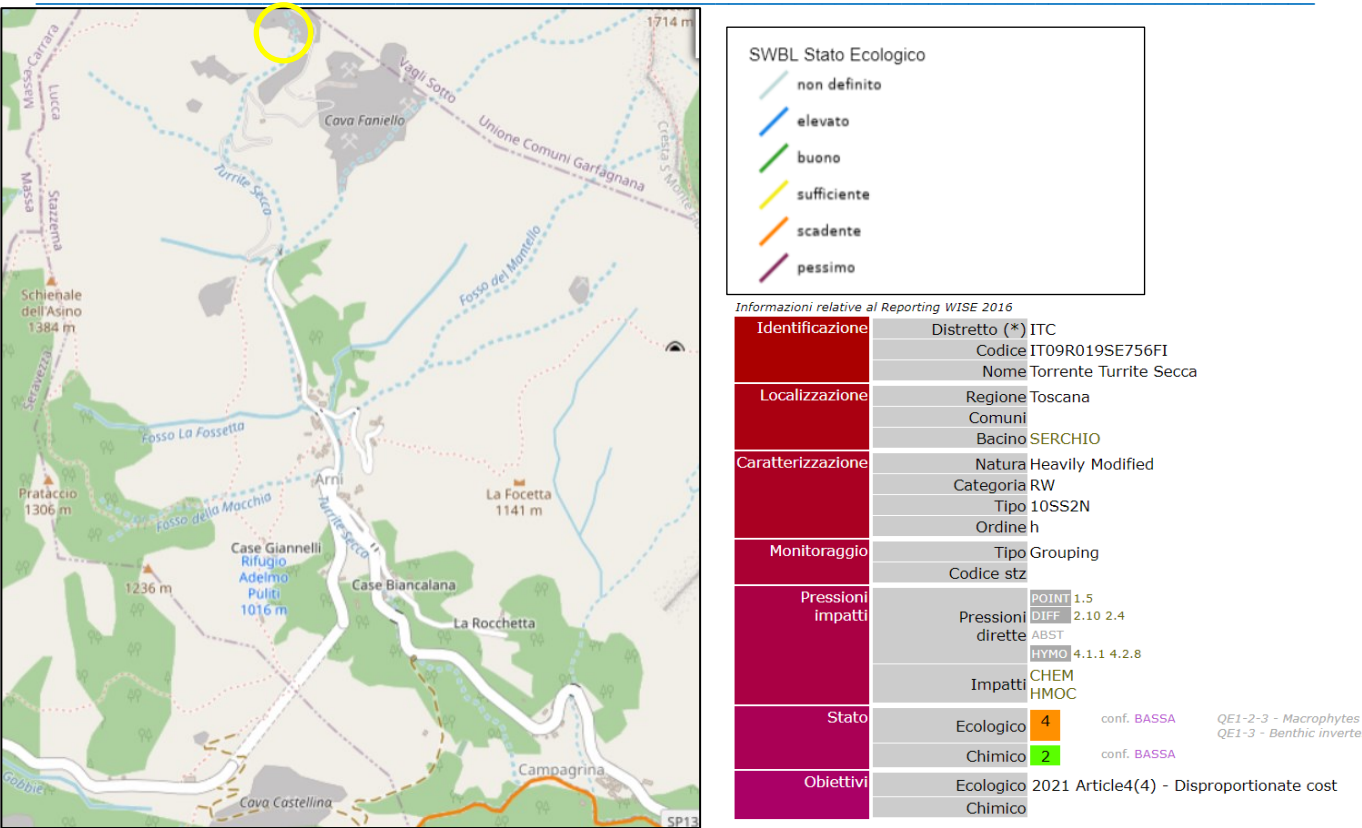 1714 m
Massa-Carrara
Lucca
Vagli Sotto
Unione Comuni Garfagnana
Cava Faniello
Cresta S
Monte
Turrite Secca
Massa
Stazzema
Fosso del Mantello
Schienale
dell'Asino
1384 m
Seravezza
Fosso La Fossetta
Arni
Prataccio
1306 m
Fosso della Macchia
La Focetta
1141 m
Turrite Secca
Case Giannelli
Rifugio
Adelmo
Puliti
1016 m
1236 m
Case Biancalana
La Rocchetta
Campagrina
Gobbie
Cava Castellina
SP13
SWBL Stato Ecologico
non definito
elevato
buono
sufficiente
scadente
pessimo
Informazioni relative al Reporting WISE 2016
Identificazione Distretto (*) ITC
Codice IT09R019SE756FI
Nome Torrente Turrite Secca
Localizzazione Regione Toscana
Comuni
Bacino SERCHIO
Caratterizzazione Natura Heavily Modified
Categoria RW
Tipo 10SS2N
Ordine h
Monitoraggio Tipo Grouping
Codice stz
Pressioni
impatti
Pressioni
dirette
POINT 1.5
DIFF 2.10 2.4
ABST
HYMO 4.1.1 4.2.8
Impatti CHEM
HMOC
Stato Ecologico 4 conf. BASSA QE1-2-3 - Macrophytes
QE1-3 - Benthic inverte
Chimico 2 conf. BASSA
Obiettivi Ecologico 2021 Article4(4) - Disproportionate cost
Chimico